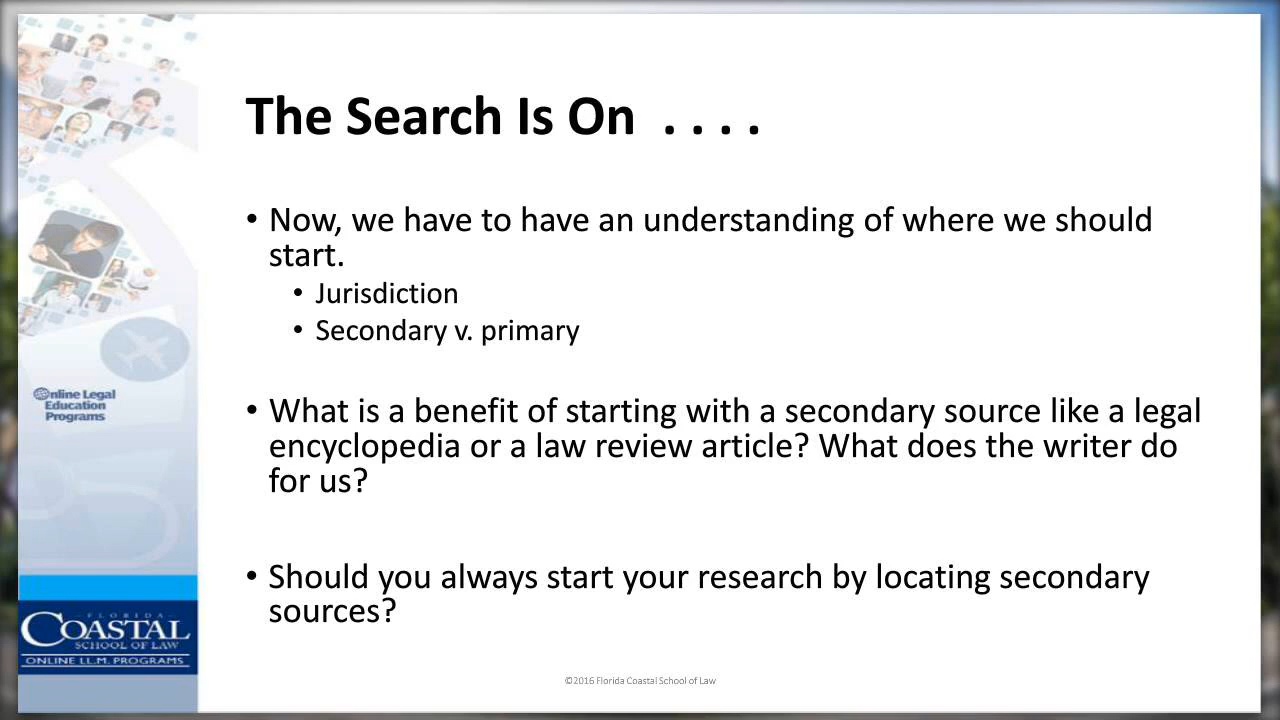 The Search Is On . . . .
• Now, we have to have an understanding of where we should
start.
• Jurisdiction
• Secondary v. primary
• What is a benefit of starting with a secondary source like a legal
encyclopedia or a law review article? What does the writer do
for us?
• Should you always start your research by locating secondary
sources?
Online Legal
Education
Programs
FLORIDA
COASTAL
SCHOOL OF LAW
ONLINE LL.M. PROGRAMS
©2016 Florida Coastal School of Law